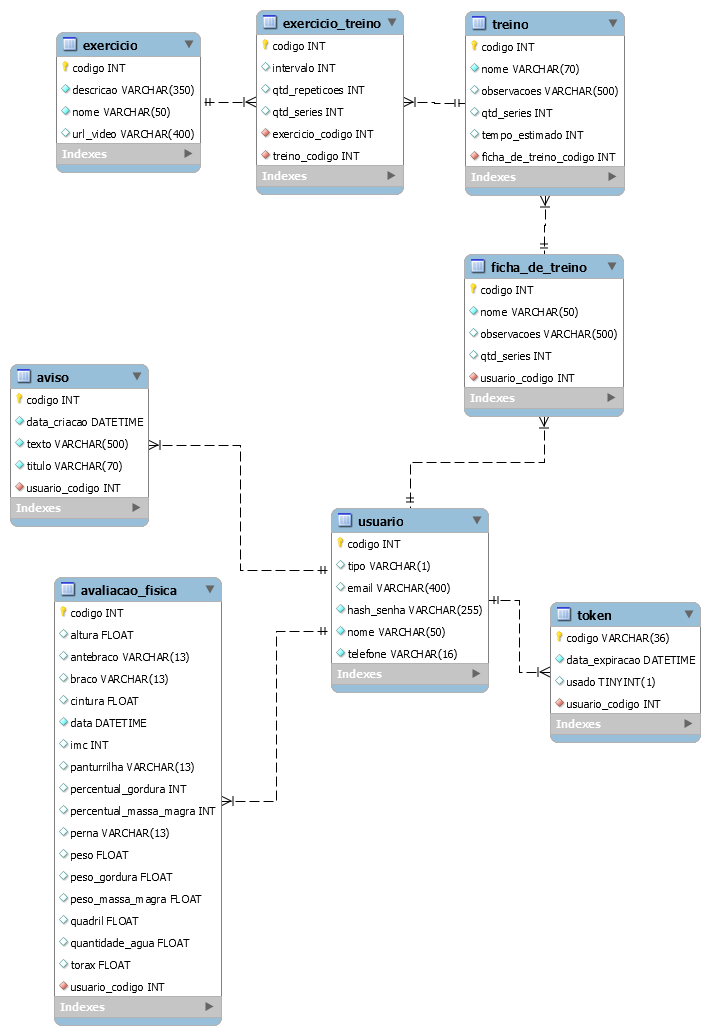 exercicio
codigo INT
descricao VARCHAR(350)
nome VARCHAR(50)
url_video VARCHAR(400)
Indexes
exercicio_treino
codigo INT
intervalo INT
qtd_repeticoes INT
qtd_series INT
exercicio_codigo INT
treino_codigo INT
Indexes
treino
codigo INT
nome VARCHAR(70)
observacoes VARCHAR(500)
qtd_series INT
tempo_estimado INT
ficha_de_treino_codigo INT
Indexes
ficha_de_treino
codigo INT
nome VARCHAR(50)
observacoes VARCHAR(500)
qtd_series INT
usuario_codigo INT
Indexes
aviso
codigo INT
data_criacao DATETIME
texto VARCHAR(500)
titulo VARCHAR(70)
usuario_codigo INT
Indexes
usuario
codigo INT
tipo VARCHAR(1)
email VARCHAR(400)
hash_senha VARCHAR(255)
nome VARCHAR(50)
telefone VARCHAR(16)
Indexes
avaliacao_fisica
codigo INT
altura FLOAT
antebraco VARCHAR(13)
braco VARCHAR(13)
cintura FLOAT
data DATETIME
imc INT
panturrilha VARCHAR(13)
percentual_gordura INT
percentual_massa_magra INT
perna VARCHAR(13)
peso FLOAT
peso_gordura FLOAT
peso_massa_magra FLOAT
quadril FLOAT
quantidade_agua FLOAT
torax FLOAT
usuario_codigo INT
Indexes
token
codigo VARCHAR(36)
data_expiracao DATETIME
usado TINYINT(1)
usuario_codigo INT
Indexes